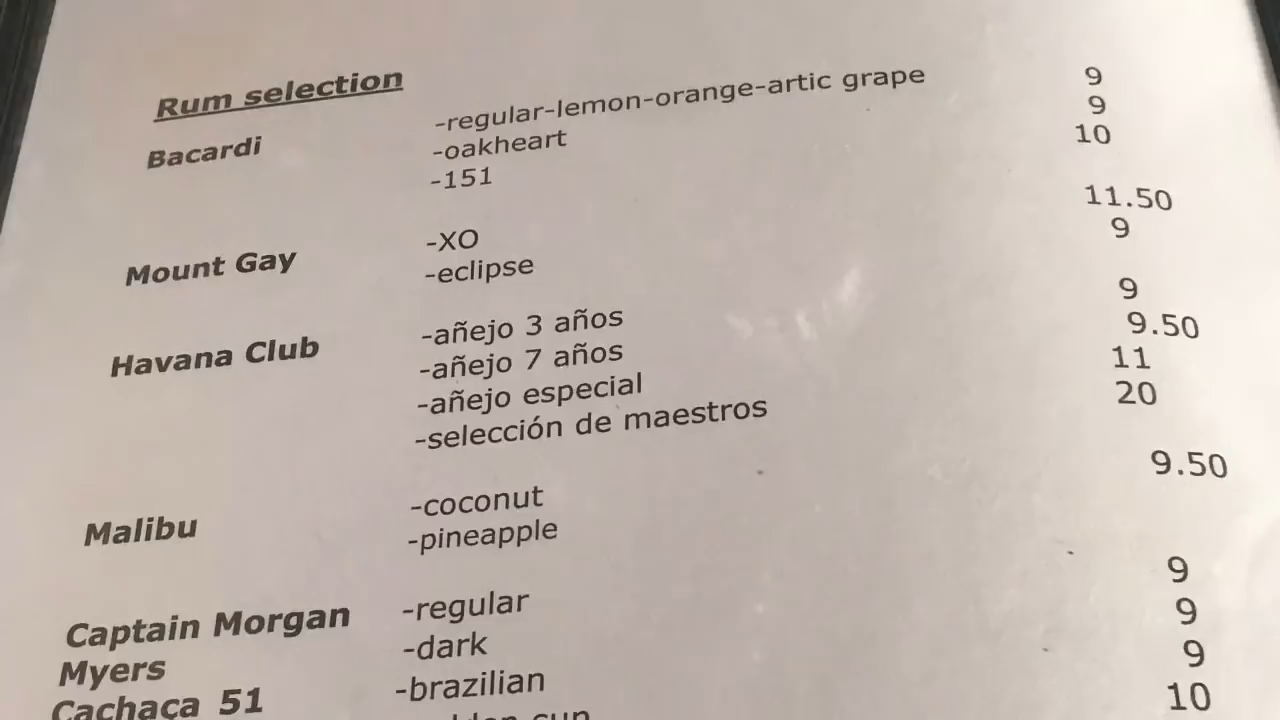 Rum selection
Bacardi -regular-lemon-orange-artic grape 9
-oakheart 9
-151 10
Mount Gay -XO 11.50
-eclipse 9
Havana Club -añejo 3 años 9
-añejo 7 años 9.50
-añejo especial 11
-selección de maestros 20
Malibu -coconut 9.50
-pineapple
Captain Morgan -regular 9
Myers -dark 9
Cachaça 51 -brazilian 9
10